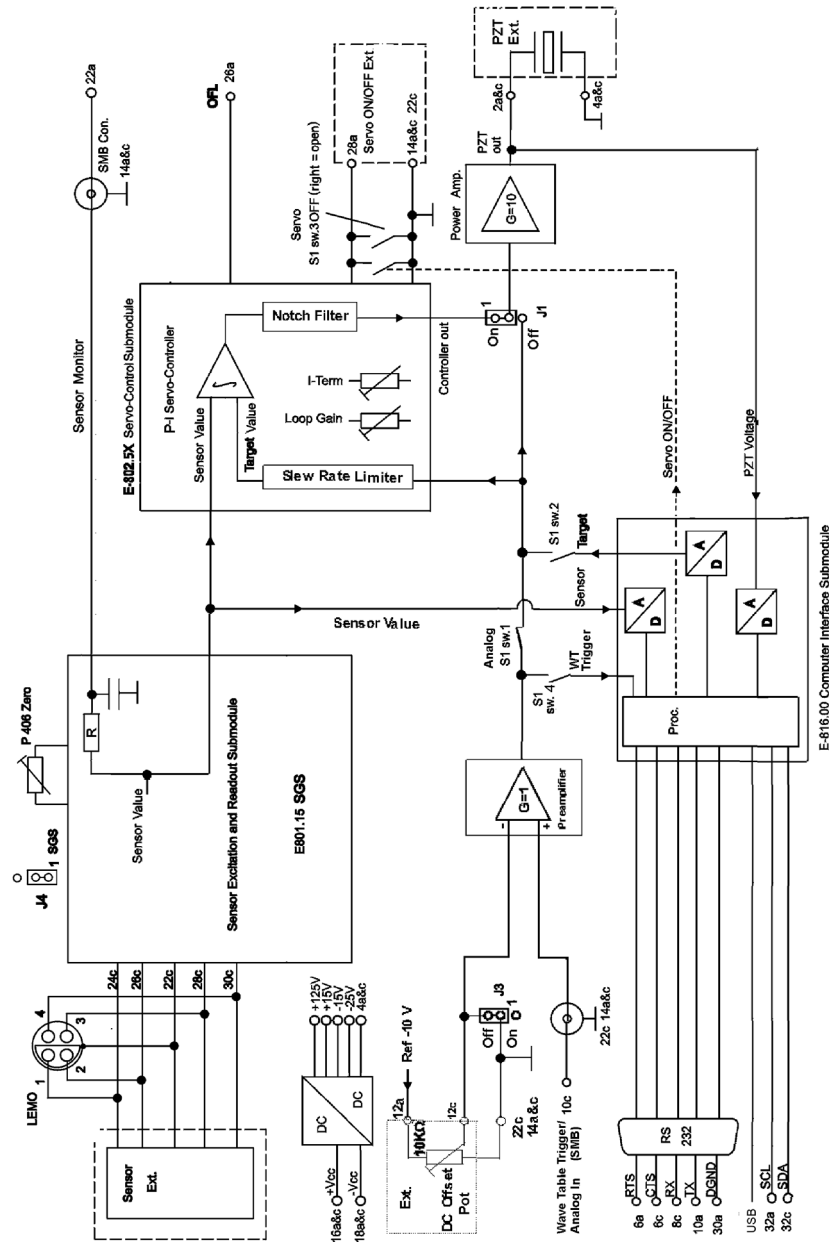 LEMO
1
2
3
4
Sensor
Ext.
24c
26c
22c
28c
30c
J4
1 SGS
P 406 Zero
R
Sensor Value
Sensor Excitation and Readout Submodule
E801.15 SGS
Sensor Monitor
SMB Con.
14a&c
22a
E-802.5X Servo-Control Submodule
P-I Servo-Controller
Sensor Value
Target Value
Notch Filter
I-Term
Loop Gain
Slew Rate Limiter
Controller out
OFL
26a
Servo
S1 sw.3OFF (right = open)
28a
Servo ON/OFF Ext
14a&c 22c
On
1
Off
J1
Power Amp.
G=10
PZT
out
2a&c
4a&c
PZT
Ext.
Sensor Value
+125V
+15V
-15V
-25V
4a&c
DC
DC
+Vcc
16a&c
-Vcc
18a&c
Ref -10 V
12a
10KΩ
12c
Ext.
DC Offset
Pot
J3
Off
On
1
22c
14a&c
Wave Table Trigger/
Analog In (SMB)
10c
22c 14a&c
-
+
G=1
Preamplifier
Analog
S1 sw.1
S1
sw. 4
WT
Trigger
S1 sw.2
Target
Sensor
Servo ON/OFF
PZT Voltage
A
D
A
D
A
D
Proc.
E-816.00 Computer Interface Submodule
RS
232
RTS
6a
CTS
6c
RX
8c
TX
10a
DGND
30a
USB
SCL
32a
SDA
32c